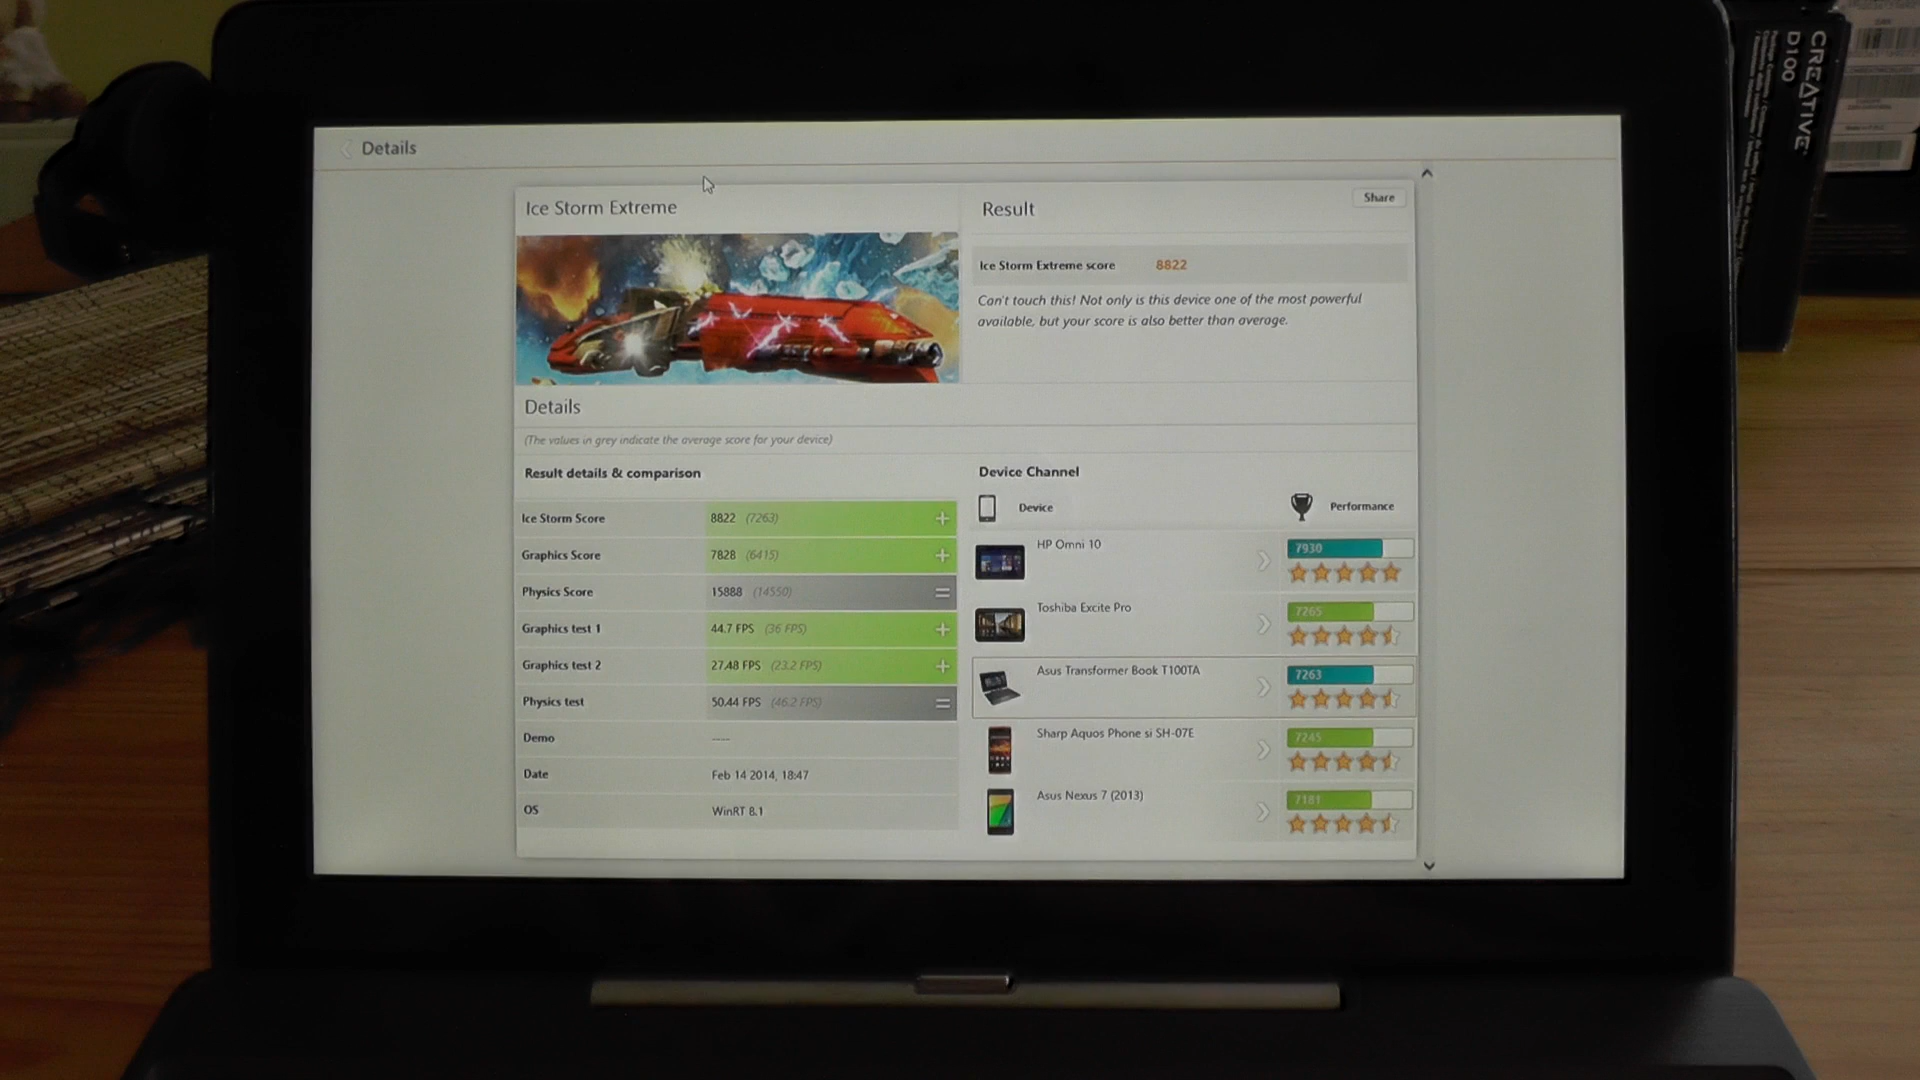 Details
Ice Storm Extreme
Result
Share
Ice Storm Extreme score 8822
Can't touch this! Not only is this device one of the most powerful
available, but your score is also better than average.
Details
(The values in grey indicate the average score for your device)
Result details & comparison
Ice Storm Score 8822 (7263) +
Graphics Score 7828 (6415) +
Physics Score 15888 (14550) =
Graphics test 1 44.7 FPS (36 FPS) +
Graphics test 2 27.48 FPS (23.2 FPS) +
Physics test 50.44 FPS (46.2 FPS) =
Demo -----
Date Feb 14 2014, 18:47
OS WinRT 8.1
Device Channel
Device Performance
HP Omni 10 7930
Toshiba Excite Pro 7265
Asus Transformer Book T100TA 7263
Sharp Aquos Phone si SH-07E 7245
Asus Nexus 7 (2013) 7181
CREATIVE
D100